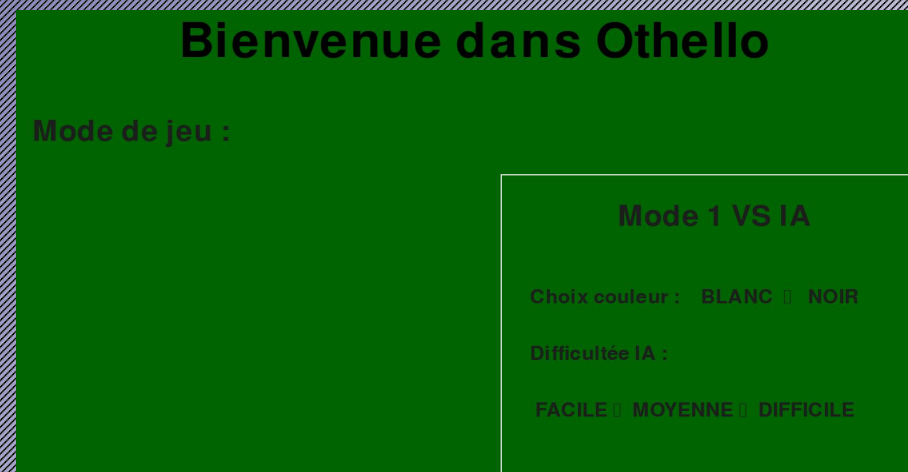 Bienvenue dans Othello
Mode de jeu :
Mode 1 VS IA
Choix couleur : BLANC ▯ NOIR
Difficultée IA :
FACILE ▯ MOYENNE ▯ DIFFICILE